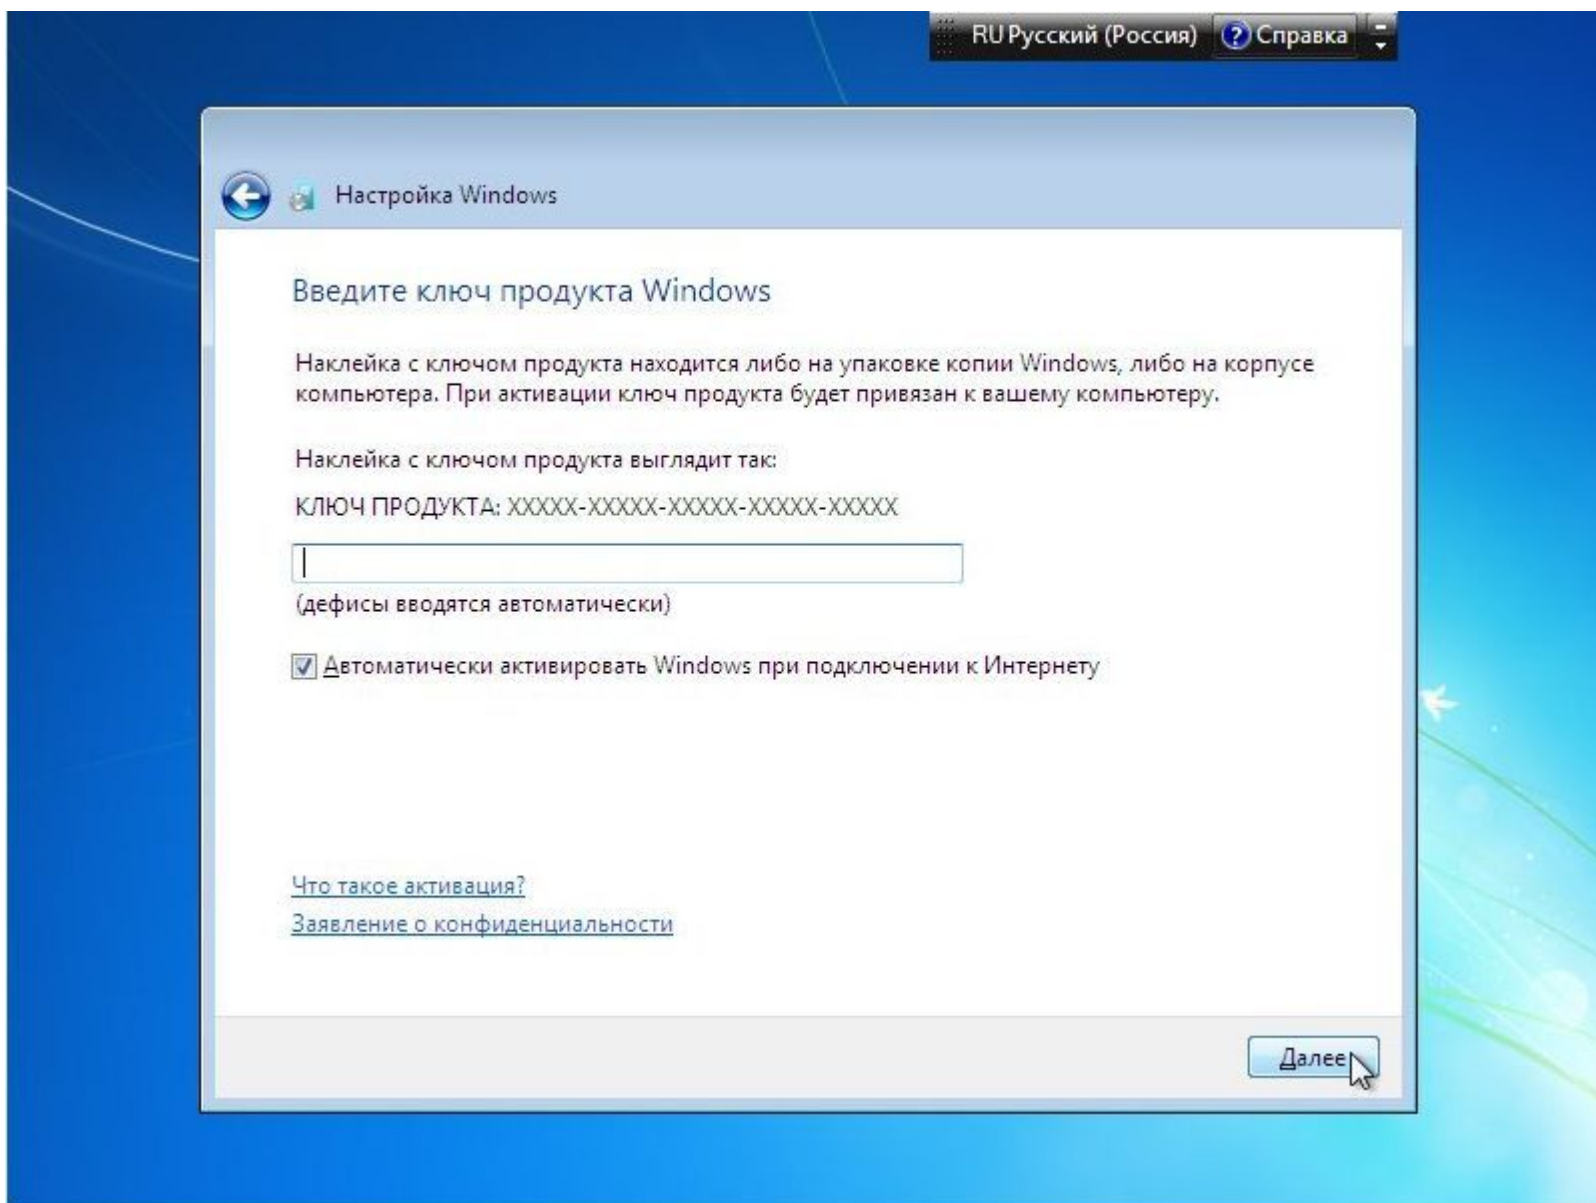 RU Русский (Россия) Справка
Настройка Windows
Введите ключ продукта Windows
Наклейка с ключом продукта находится либо на упаковке копии Windows, либо на корпусе
компьютера. При активации ключ продукта будет привязан к вашему компьютеру.
Наклейка с ключом продукта выглядит так:
КЛЮЧ ПРОДУКТА: XXXXX-XXXXX-XXXXX-XXXXX-XXXXX
(дефисы вводятся автоматически)
Автоматически активировать Windows при подключении к Интернету
Что такое активация?
Заявление о конфиденциальности
Далее